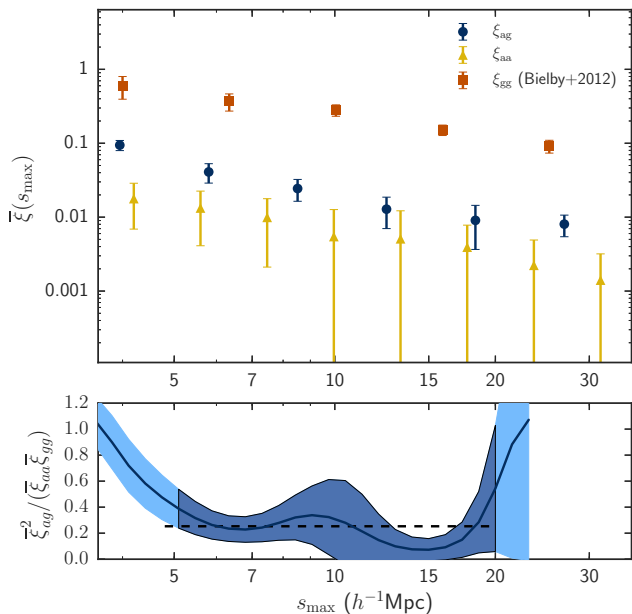 ξ_ag
ξ_aa
ξ_gg (Bielby+2012)
1
0.1
0.01
0.001
ξ̅(s_max)
5 7 10 15 20 30
1.2
1.0
0.8
0.6
0.4
0.2
0.0
ξ̅²_ag/(ξ̅_aa ξ̅_gg)
5 7 10 15 20 30
s_max (h⁻¹Mpc)